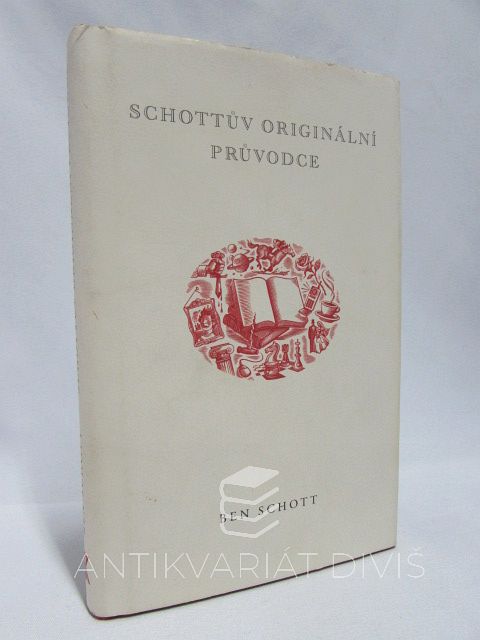 SCHOTTŮV ORIGINÁLNÍ
PRŮVODCE
BEN SCHOTT
ANTIKVARIÁT DIVIŠ